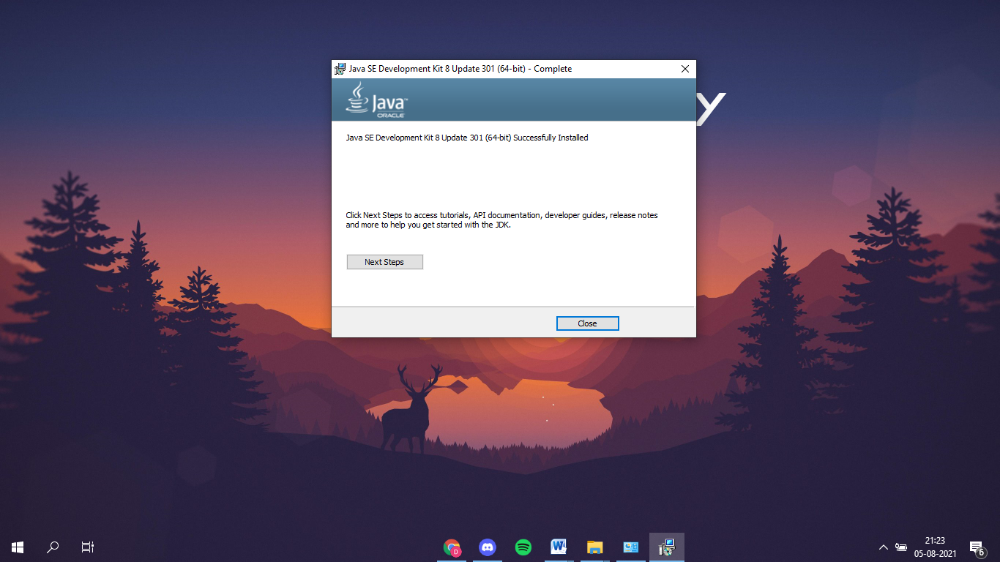 Java SE Development Kit 8 Update 301 (64-bit) - Complete
Java™
ORACLE
y
Java SE Development Kit 8 Update 301 (64-bit) Successfully Installed
Click Next Steps to access tutorials, API documentation, developer guides, release notes
and more to help you get started with the JDK.
Next Steps
Close
D
W
21:23
05-08-2021
6